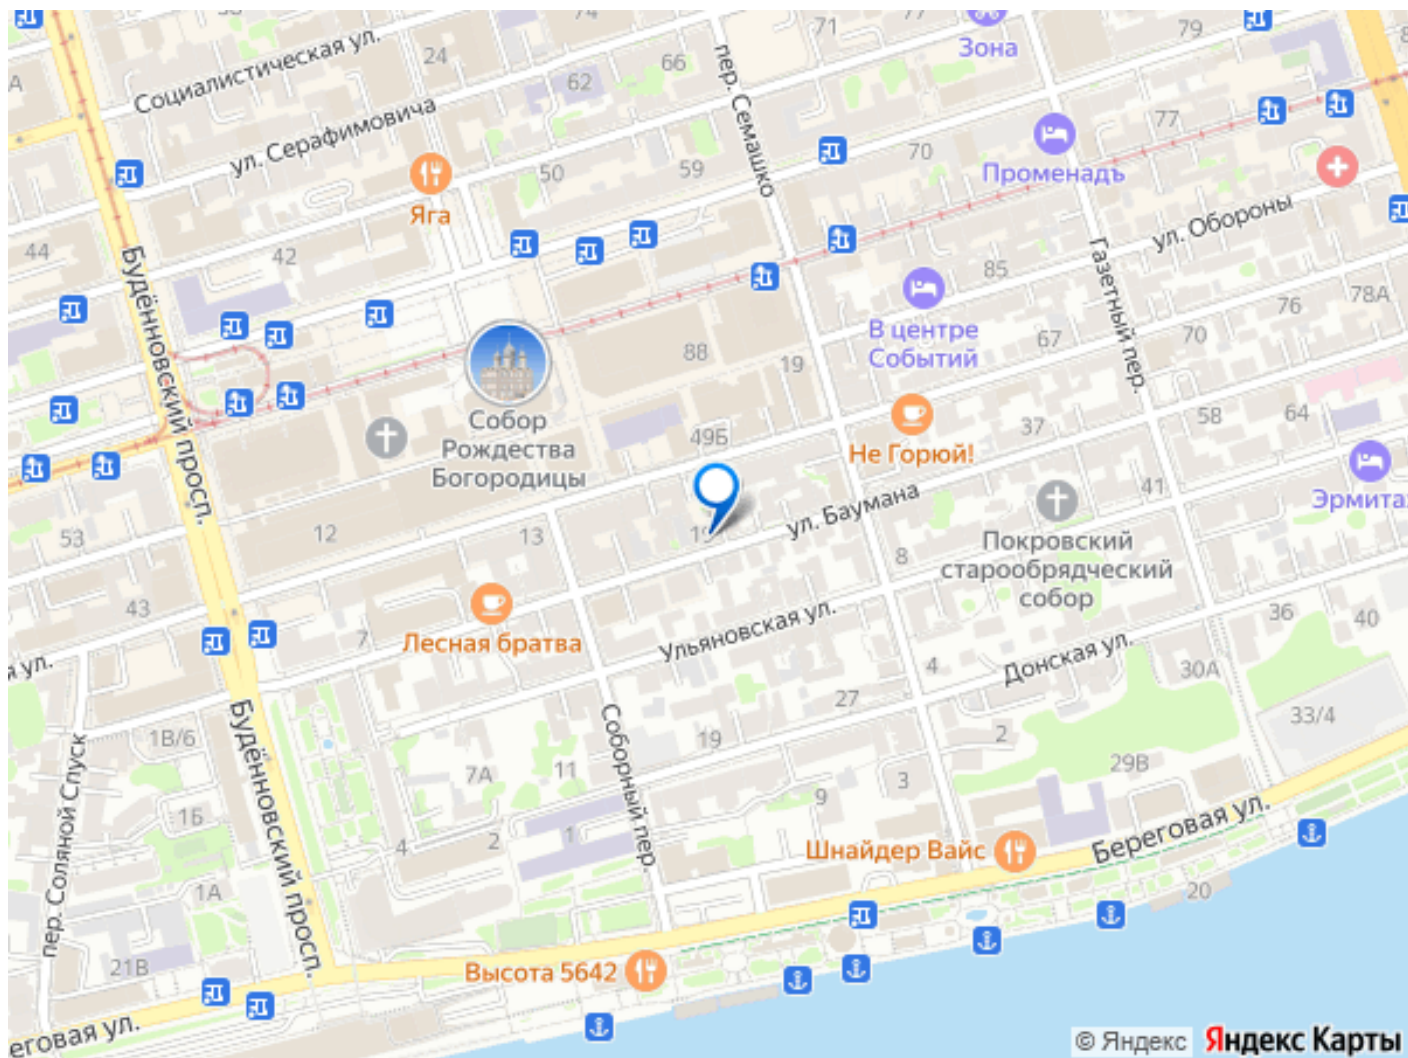 74
77
71
79
Зона
Социалистическая ул.
24
66
62
пер. Семашко
ул. Серафимовича
77
70
59
50
Променадъ
Яга
ул. Обороны
44
42
Будённовский просп.
85
Газетный пер.
76
78А
В центре
Событий
67
70
88
19
Собор
Рождества
Богородицы
49Б
Не Горюй!
37
58
64
41
Эрмита
ул. Баумана
12
13
19
53
Покровский
старообрядческий
собор
8
43
Лесная братва
7
Ульяновская ул.
36
40
4
Донская ул.
30А
я ул.
27
33/4
1В/6
Будённовский просп.
Соборный пер.
19
2
пер. Соляной Спуск
7А
11
3
29В
9
1Б
1
2
4
Шнайдер Вайс
Береговая ул.
1А
20
21В
Высота 5642
еговая ул.
© Яндекс
Яндекс Карты